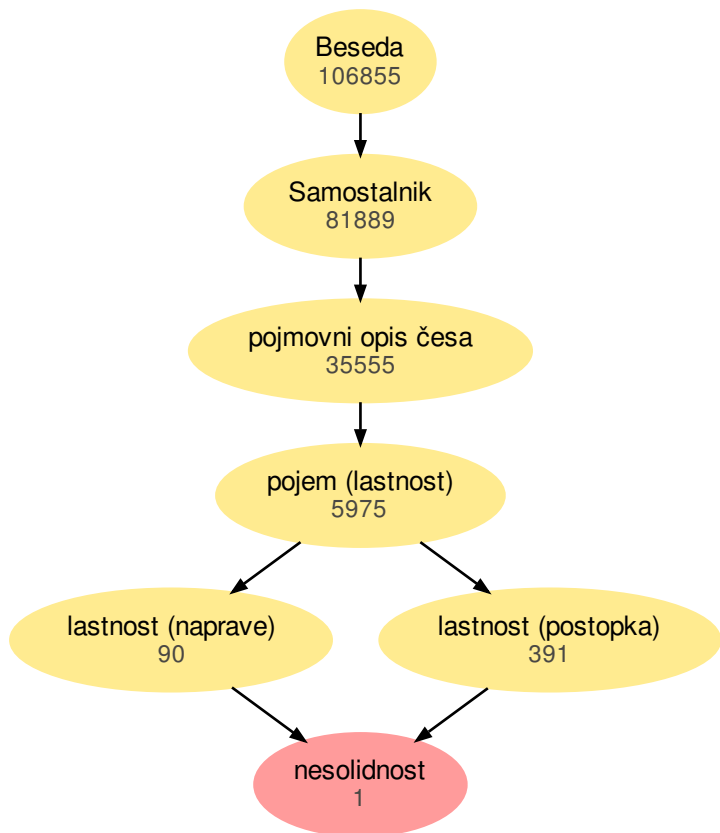 Beseda
106855
Samostalnik
81889
pojmovni opis česa
35555
pojem (lastnost)
5975
lastnost (naprave)
90
lastnost (postopka)
391
nesolidnost
1